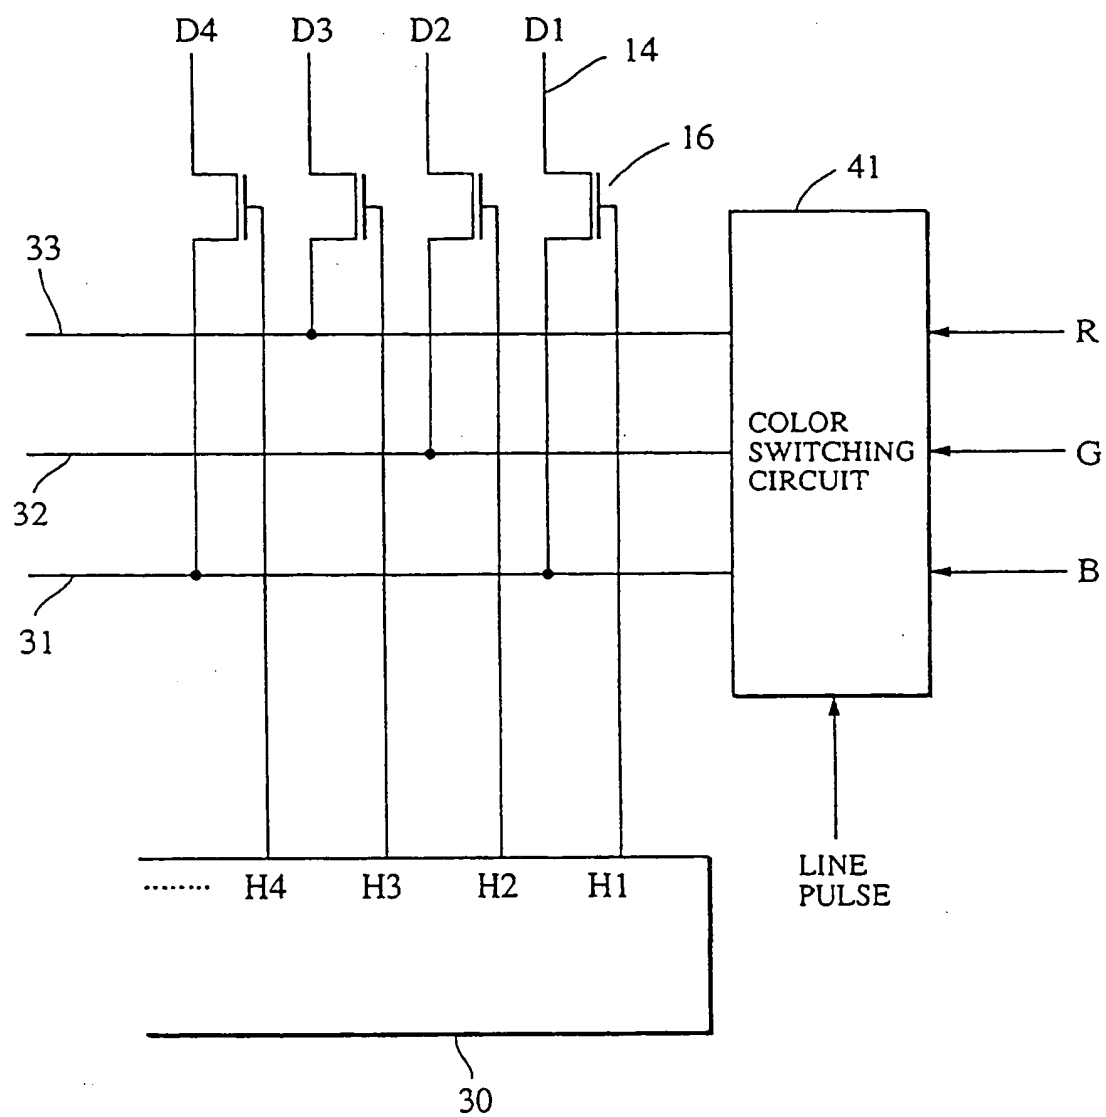 D4 D3 D2 D1
14
16
41
33
R
COLOR
SWITCHING
CIRCUIT
G
32
B
31
LINE
PULSE
........ H4 H3 H2 H1
30